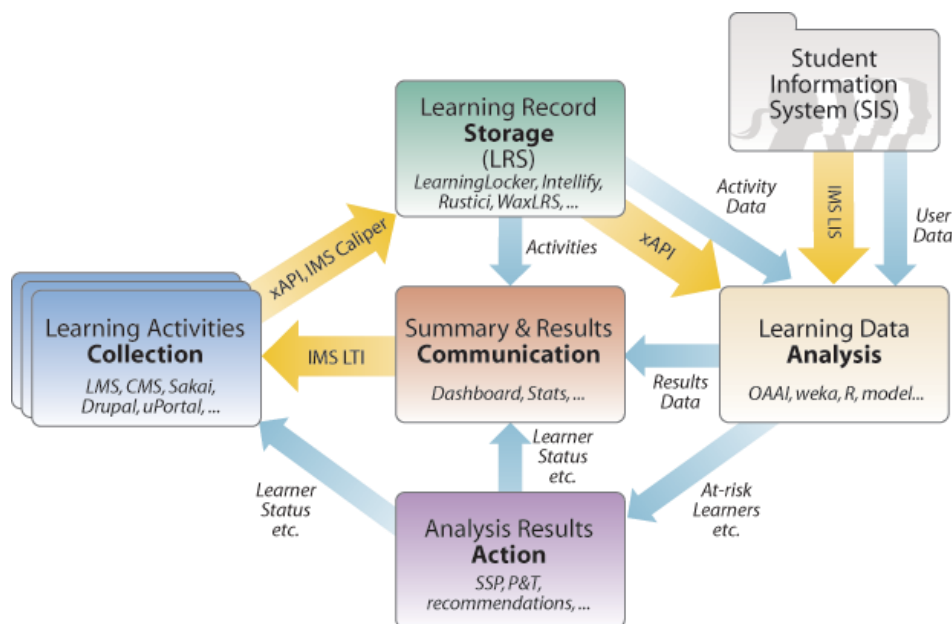 Student
Information
System (SIS)
Learning Record
Storage
(LRS)
LearningLocker, Intellify,
Rustici, WaxLRS, ...
Activity
Data
IMS LIS
User
Data
xAPI, IMS Caliper
Activities
xAPI
Learning Activities
Collection
LMS, CMS, Sakai,
Drupal, uPortal, ...
IMS LTI
Summary & Results
Communication
Dashboard, Stats, ...
Results
Data
Learning Data
Analysis
OAAI, weka, R, model...
Learner
Status
etc.
Learner
Status
etc.
At-risk
Learners
etc.
Analysis Results
Action
SSP, P&T,
recommendations, ...